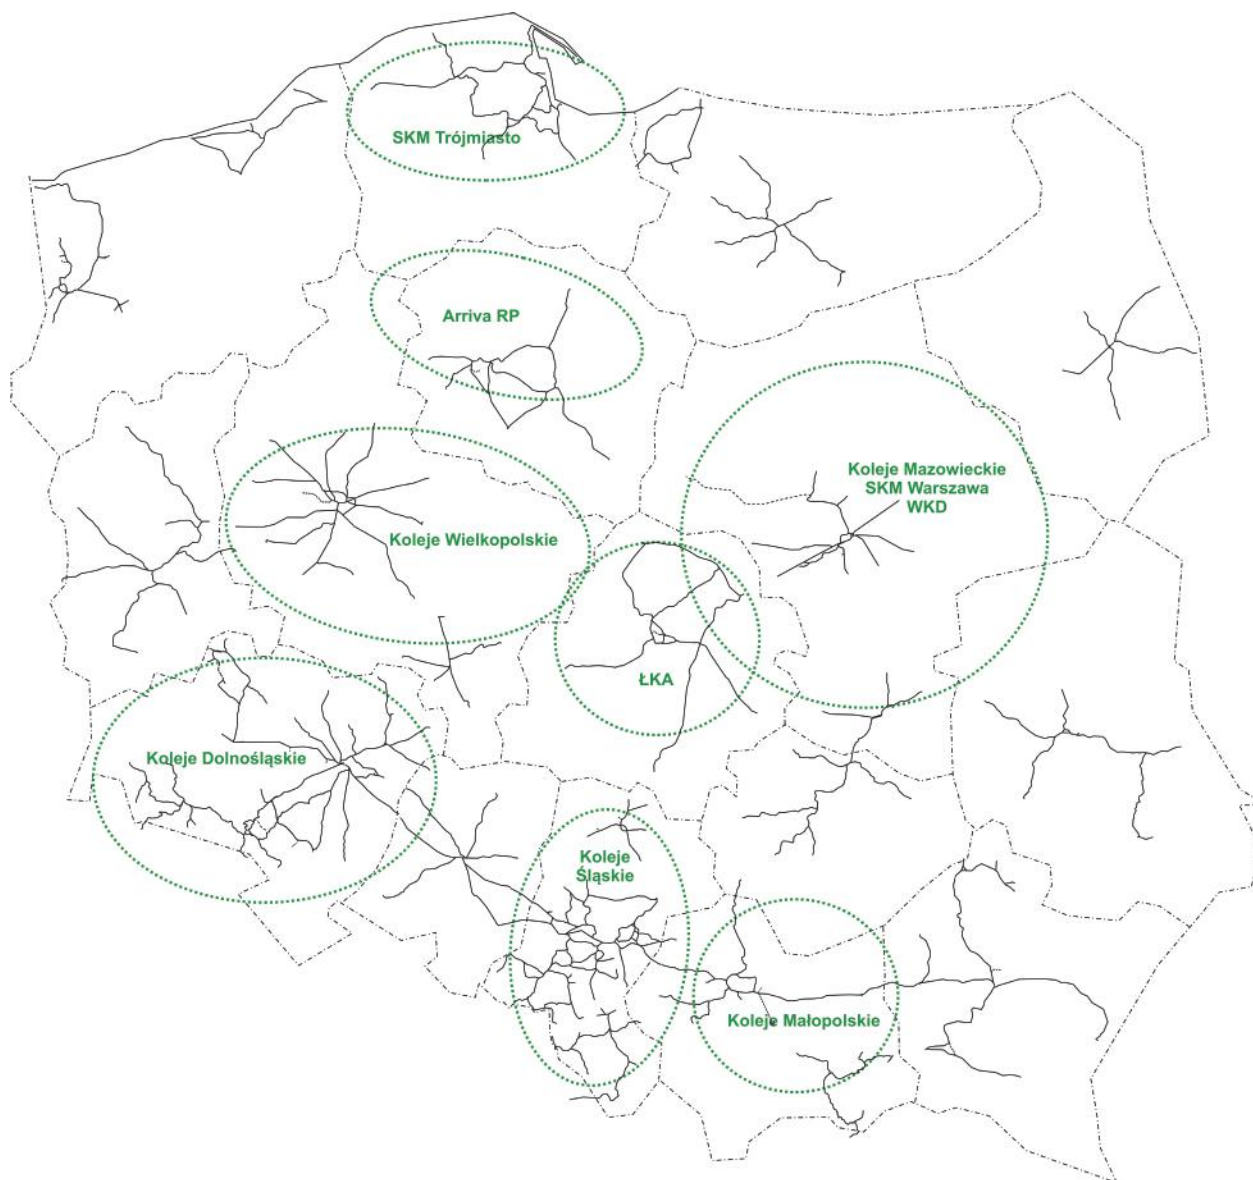 SKM Trójmiasto
Arriva RP
Koleje Mazowieckie
SKM Warszawa
WKD
Koleje Wielkopolskie
ŁKA
Koleje Dolnośląskie
Koleje
Śląskie
Koleje Małopolskie